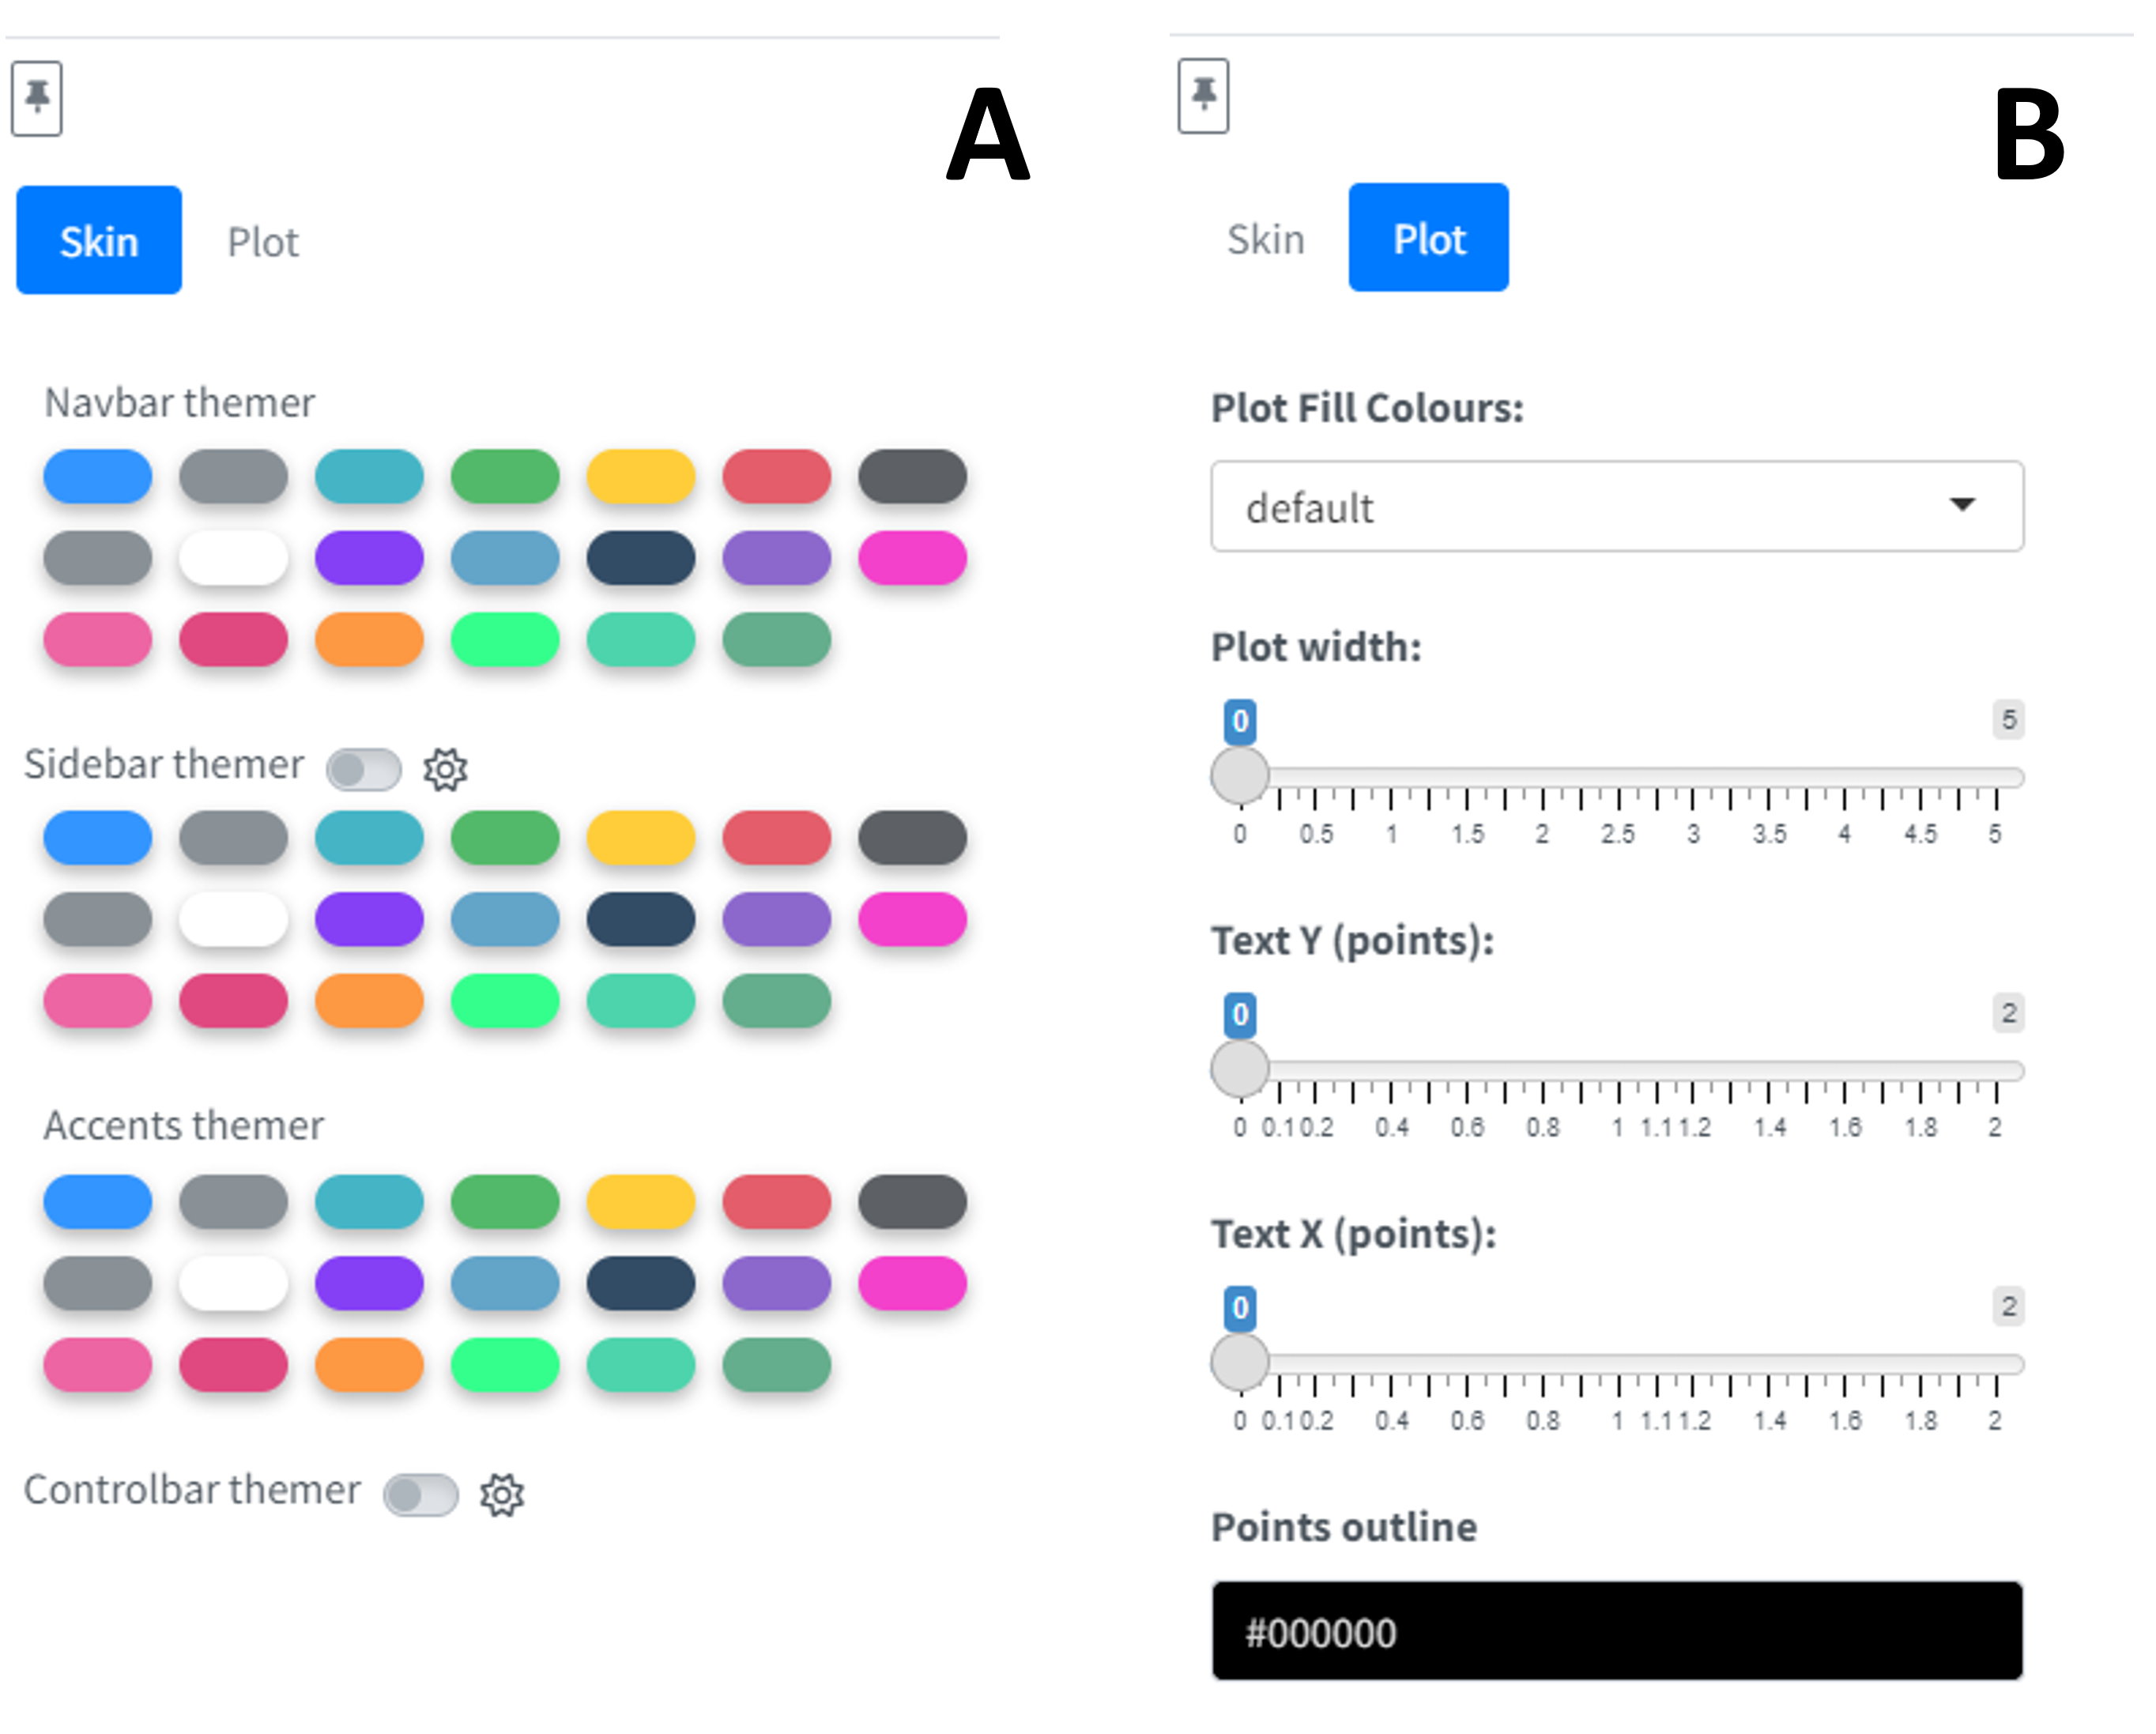 A
Skin Plot
Navbar themer
Sidebar themer
Accents themer
Controlbar themer
B
Skin Plot
Plot Fill Colours:
default
Plot width:
0 5
0 0.5 1 1.5 2 2.5 3 3.5 4 4.5 5
Text Y (points):
0 2
0 0.1 0.2 0.4 0.6 0.8 1 1.1 1.2 1.4 1.6 1.8 2
Text X (points):
0 2
0 0.1 0.2 0.4 0.6 0.8 1 1.1 1.2 1.4 1.6 1.8 2
Points outline
#000000